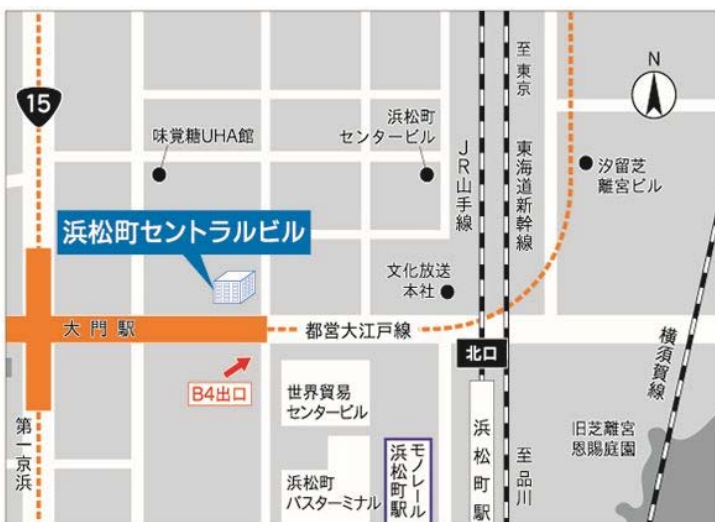 15
味覚糖UHA館
浜松町
センタービル
JR山手線
至東京
東海道新幹線
N
汐留芝
離宮ビル
浜松町セントラルビル
文化放送
本社
大門駅
都営大江戸線
北口
横須賀線
B4出口
世界貿易
センタービル
第一京浜
浜松町
バスターミナル
モノレール
浜松町駅
浜松町駅
至品川
旧芝離宮
恩賜庭園